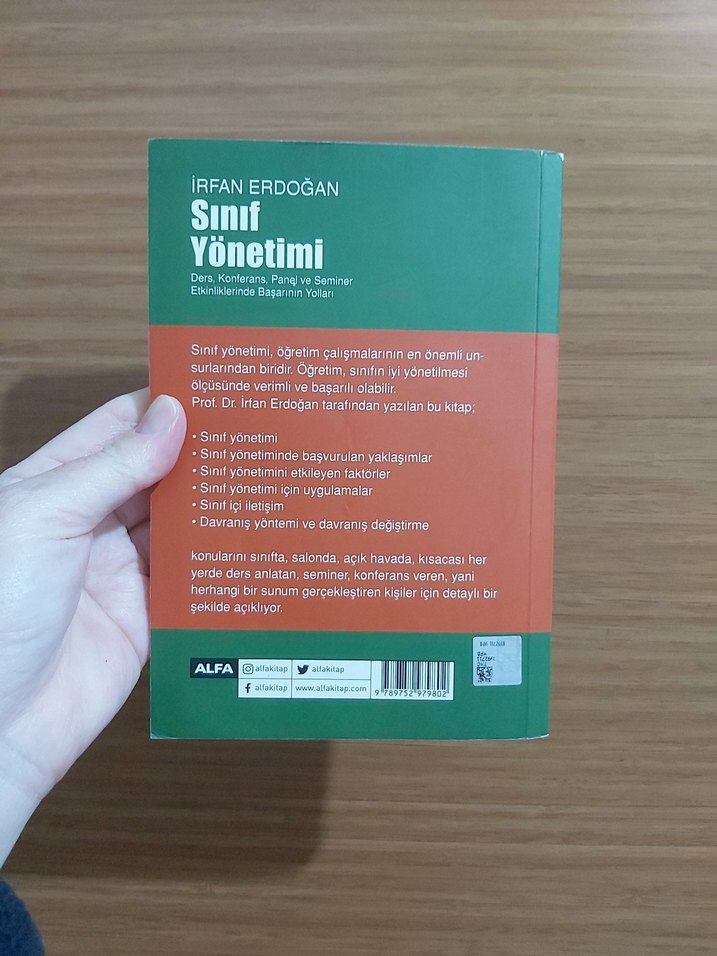 İRFAN ERDOĞAN
Sınıf
Yönetimi
Ders, Konferans, Panel ve Seminer
Etkinliklerinde Başarının Yolları
Sınıf yönetimi, öğretim çalışmalarının en önemli un-
surlarından biridir. Öğretim, sınıfın iyi yönetilmesi
ölçüsünde verimli ve başarılı olabilir.
Prof. Dr. İrfan Erdoğan tarafından yazılan bu kitap;
• Sınıf yönetimi
• Sınıf yönetiminde başvurulan yaklaşımlar
• Sınıf yönetimini etkileyen faktörler
• Sınıf yönetimi için uygulamalar
• Sınıf içi iletişim
• Davranış yöntemi ve davranış değiştirme
konularını sınıfta, salonda, açık havada, kısacası her
yerde ders anlatan, seminer, konferans veren, yani
herhangi bir sunum gerçekleştiren kişiler için detaylı bir
şekilde açıklıyor.
ALFA
alfakitap
alfakitap
alfakitap
www.alfakitap.com
9 789752 979802